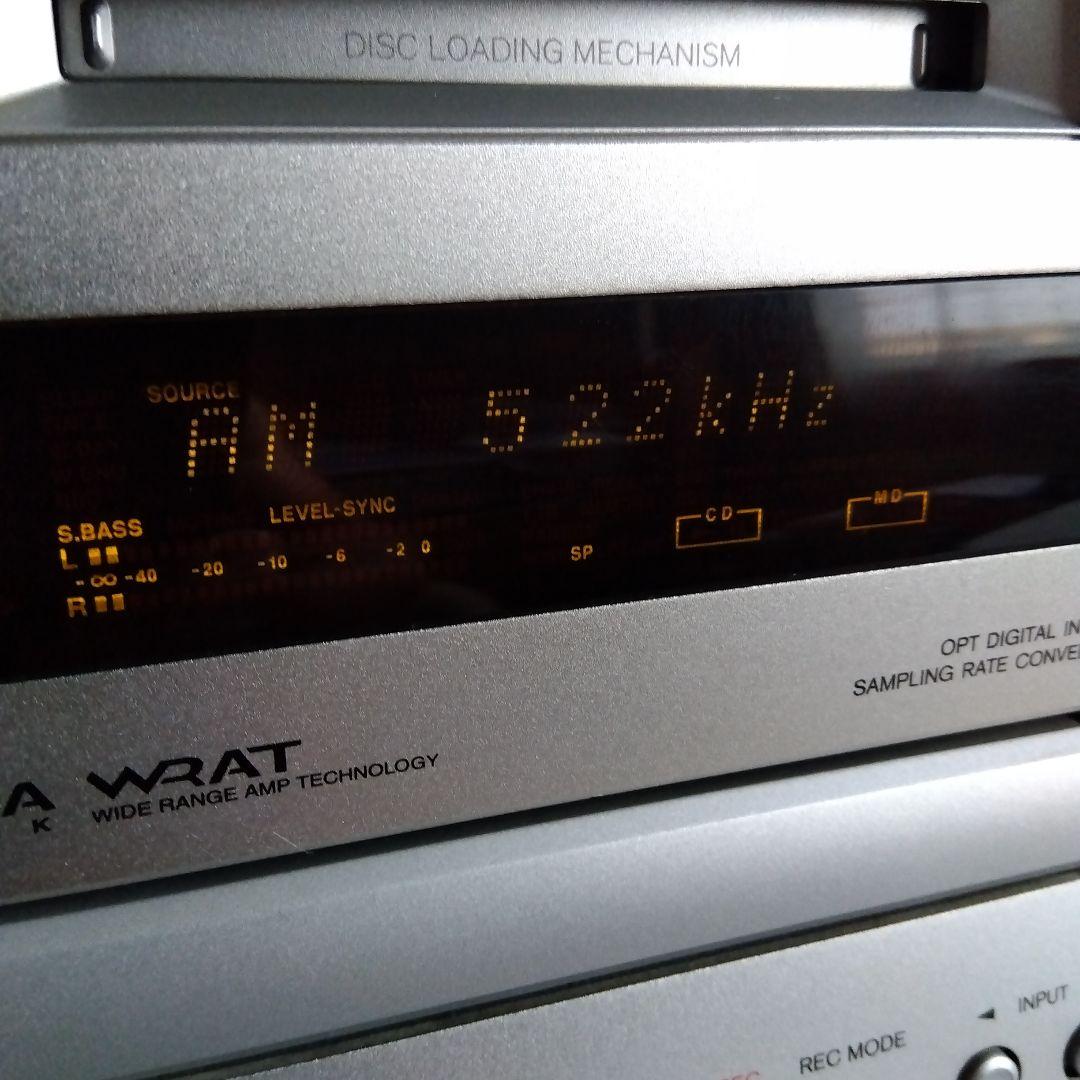 DISC LOADING MECHANISM
SOURCE
AM 522kHz
S.BASS
LEVEL-SYNC
L
-∞ -40 -20 -10 -6 -2 0
R
SP
CD
MD
OPT DIGITAL IN
SAMPLING RATE CONVE
A WRAT
K WIDE RANGE AMP TECHNOLOGY
INPUT
REC MODE